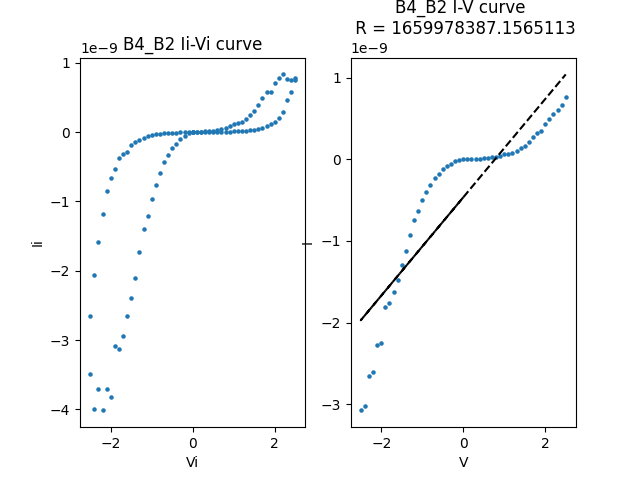 B4_B2 Ii-Vi curve
1e−9
1
0
−1
−2
−3
−4
Ii
−2
0
2
Vi
B4_B2 I-V curve
R = 1659978387.1565113
1e−9
1
0
−1
−2
−3
I
−2
0
2
V